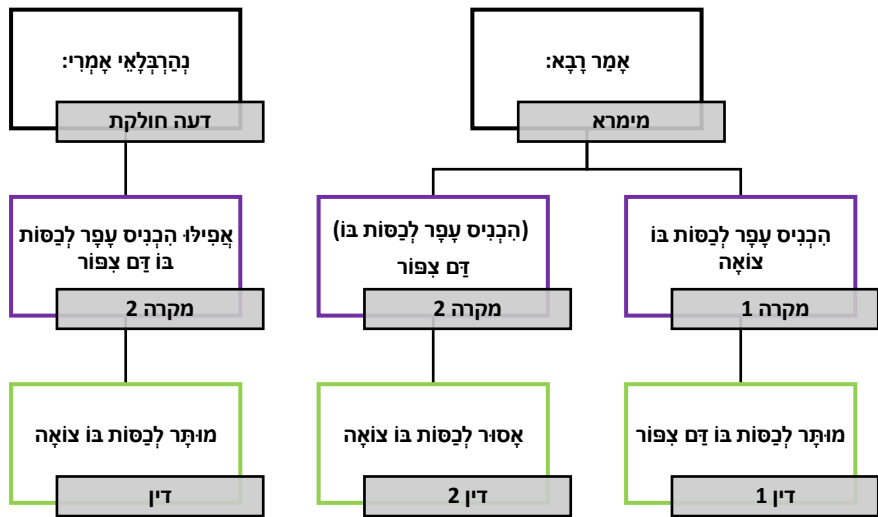 אָמַר רָבָא:
מימרא
הִכְנִיס עָפָר לְכַסּוֹת בּוֹ
צוֹאָה
מקרה 1
מוּתָּר לְכַסּוֹת בּוֹ דַּם צִפּוֹר
דין 1
(הִכְנִיס עָפָר לְכַסּוֹת בּוֹ)
דַּם צִפּוֹר
מקרה 2
אָסוּר לְכַסּוֹת בּוֹ צוֹאָה
דין 2
נְהַרְבְּלָאֵי אָמְרִי:
דעה חולקת
אֲפִילּוּ הִכְנִיס עָפָר לְכַסּוֹת
בּוֹ דַּם צִפּוֹר
מקרה 2
מוּתָּר לְכַסּוֹת בּוֹ צוֹאָה
דין